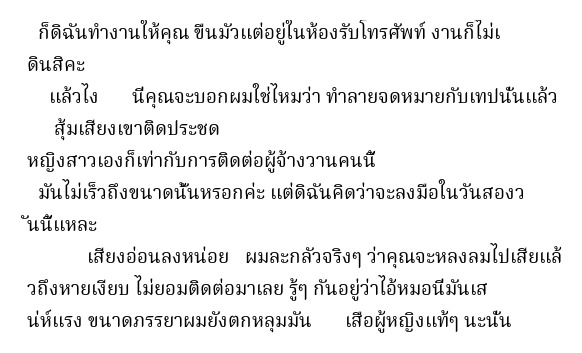 ก็ดิฉันทำงานให้คุณ ขืนมัวแต่อยู่ในห้องรับโทรศัพท์ งานก็ไม่เ
ดินสิคะ
แล้วไง นี่คุณจะบอกผมใช่ไหมว่า ทำลายจดหมายกับเทปนั้นแล้ว
สุ้มเสียงเขาติดประชด
หญิงสาวเองก็เท่ากับการติดต่อผู้จ้างวานคนนี้
มันไม่เร็วถึงขนาดนั้นหรอกค่ะ แต่ดิฉันคิดว่าจะลงมือในวันสองว
ันนี้แหละ
เสียงอ่อนลงหน่อย ผมละกลัวจริงๆ ว่าคุณจะหลงลมไปเสียแล้
วถึงหายเงียบ ไม่ยอมติดต่อมาเลย รู้ๆ กันอยู่ว่าไอ้หมอนี่มันเส
น่ห์แรง ขนาดภรรยาผมยังตกหลุมมัน เสือผู้หญิงแท้ๆ นะนั่น